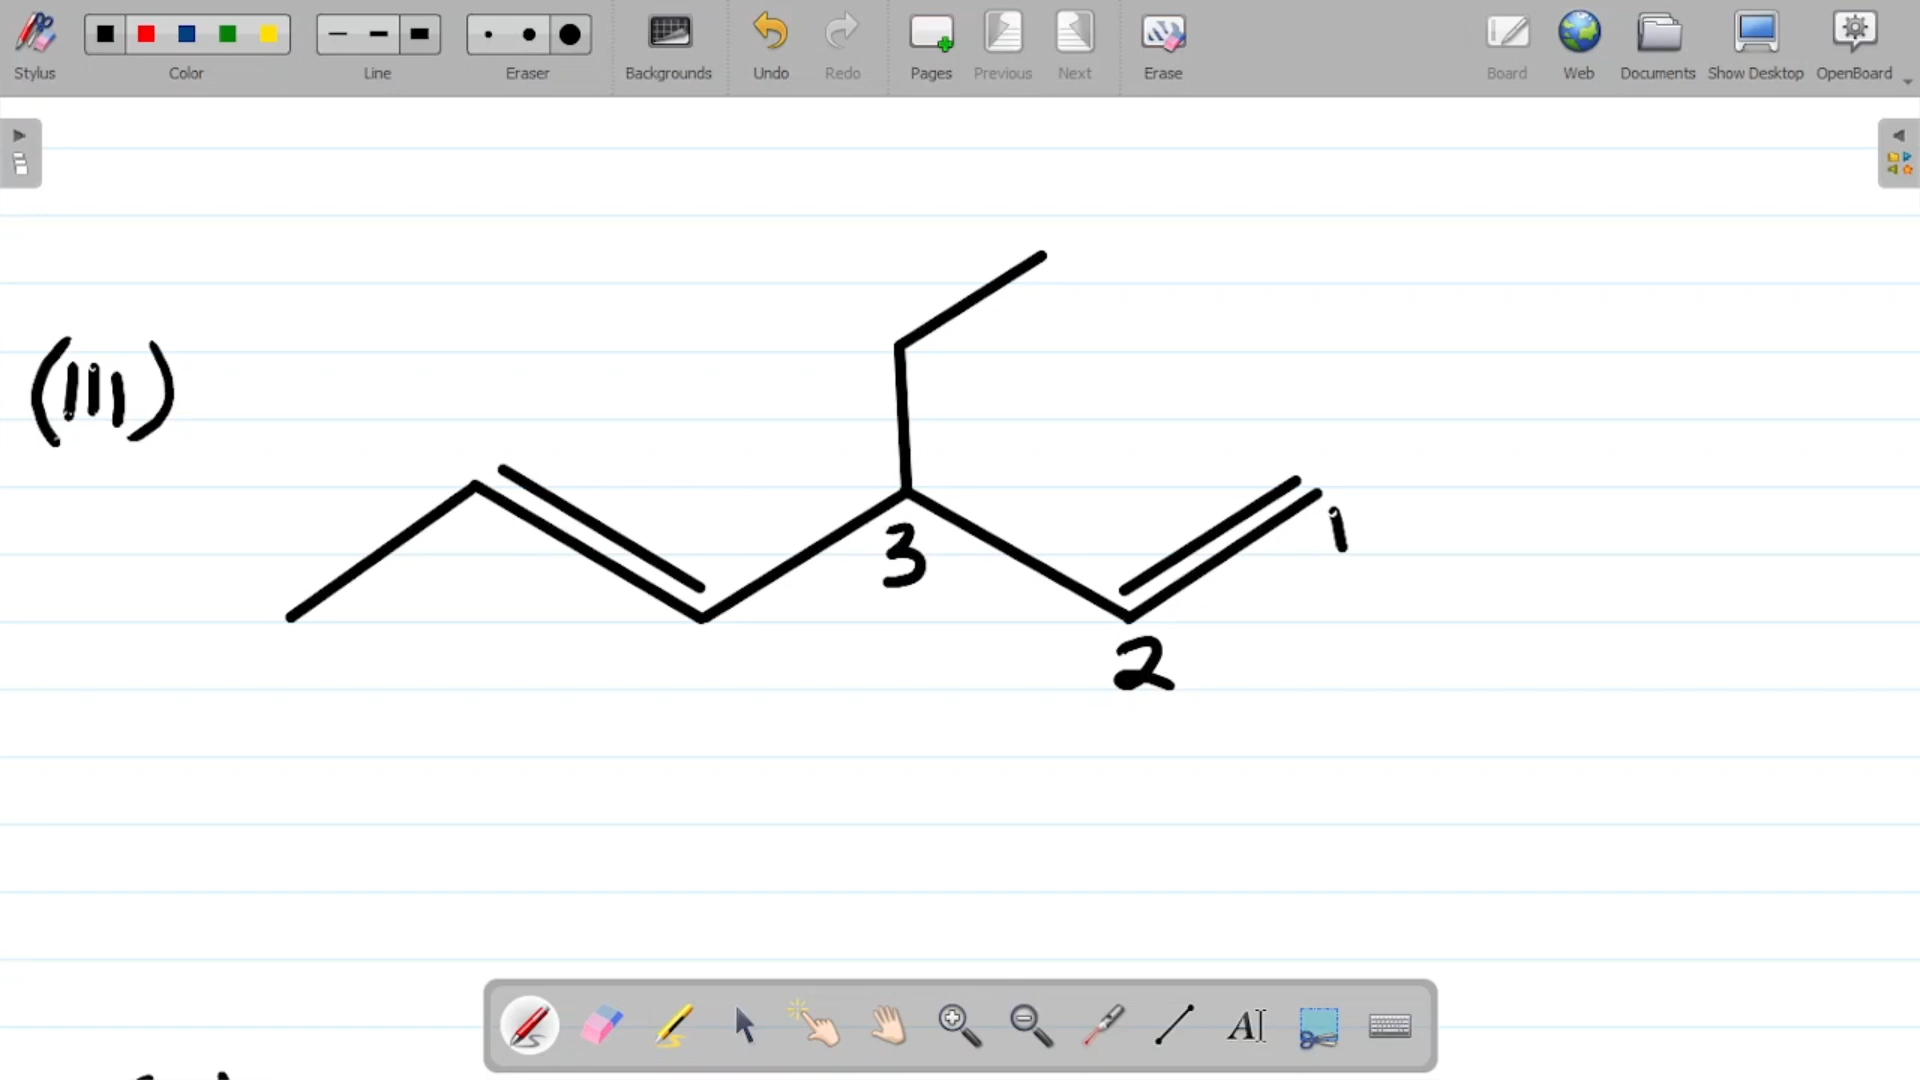 Stylus Color Line Eraser Backgrounds Undo Redo Pages Previous Next Erase Board Web Documents Show Desktop OpenBoard
(III)
3
1
2